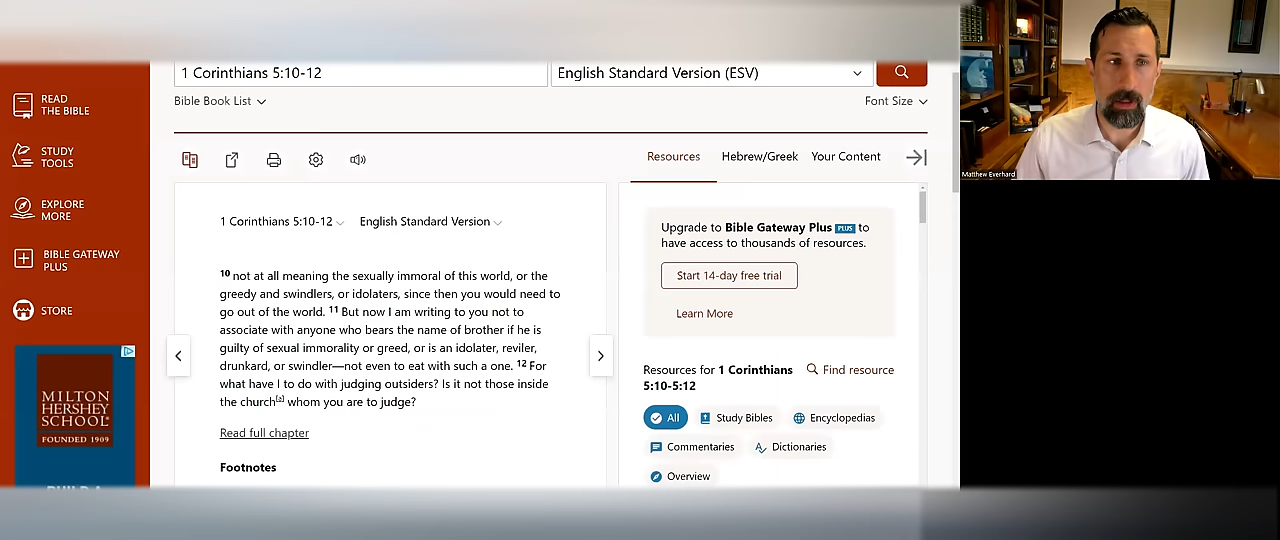 1 Corinthians 5:10-12
English Standard Version (ESV)
Bible Book List
Font Size
READ
THE BIBLE
STUDY
TOOLS
EXPLORE
MORE
BIBLE GATEWAY
PLUS
STORE
MILTON
HERSHEY
SCHOOL
FOUNDED 1909
Resources
Hebrew/Greek
Your Content
1 Corinthians 5:10-12
English Standard Version
10 not at all meaning the sexually immoral of this world, or the
greedy and swindlers, or idolaters, since then you would need to
go out of the world. 11 But now I am writing to you not to
associate with anyone who bears the name of brother if he is
guilty of sexual immorality or greed, or is an idolater, reviler,
drunkard, or swindler—not even to eat with such a one. 12 For
what have I to do with judging outsiders? Is it not those inside
the church[a] whom you are to judge?
Read full chapter
Footnotes
Upgrade to Bible Gateway Plus PLUS to
have access to thousands of resources.
Start 14-day free trial
Learn More
Resources for 1 Corinthians
5:10-5:12
Find resource
All
Study Bibles
Encyclopedias
Commentaries
Dictionaries
Overview
Matthew Everhard